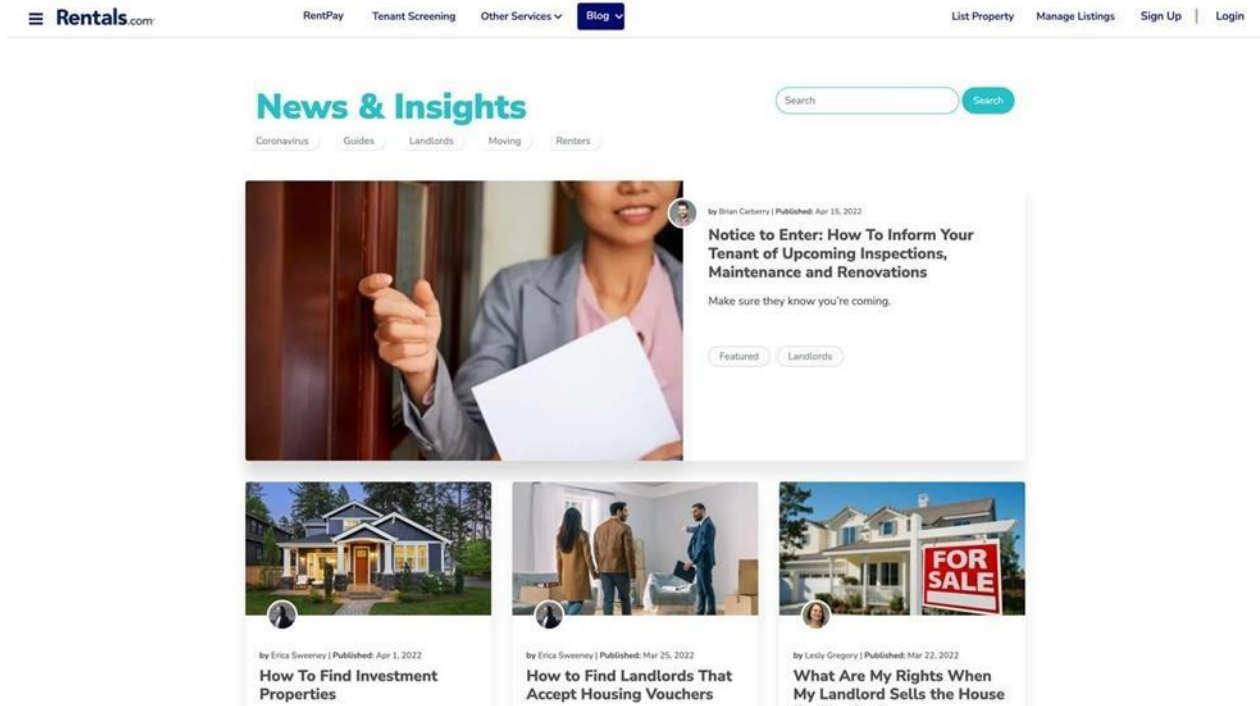 Rentals.com
RentPay Tenant Screening Other Services Blog
List Property Manage Listings Sign Up | Login
News & Insights
Search Search
Coronavirus Guides Landlords Moving Renters
by Brian Carberry | Published: Apr 15, 2022
Notice to Enter: How To Inform Your
Tenant of Upcoming Inspections,
Maintenance and Renovations
Make sure they know you're coming.
Featured Landlords
FOR
SALE
by Erica Sweeney | Published: Apr 1, 2022
How To Find Investment
Properties
by Erica Sweeney | Published: Mar 25, 2022
How to Find Landlords That
Accept Housing Vouchers
by Lesly Gregory | Published: Mar 22, 2022
What Are My Rights When
My Landlord Sells the House